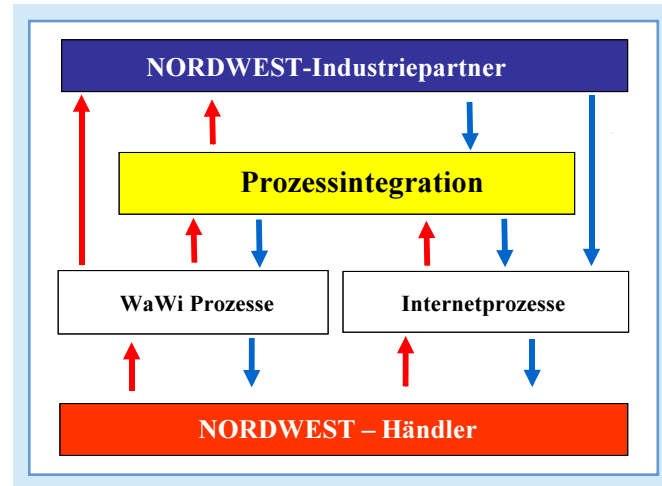 NORDWEST-Industriepartner
Prozessintegration
WaWi Prozesse
Internetprozesse
NORDWEST – Händler